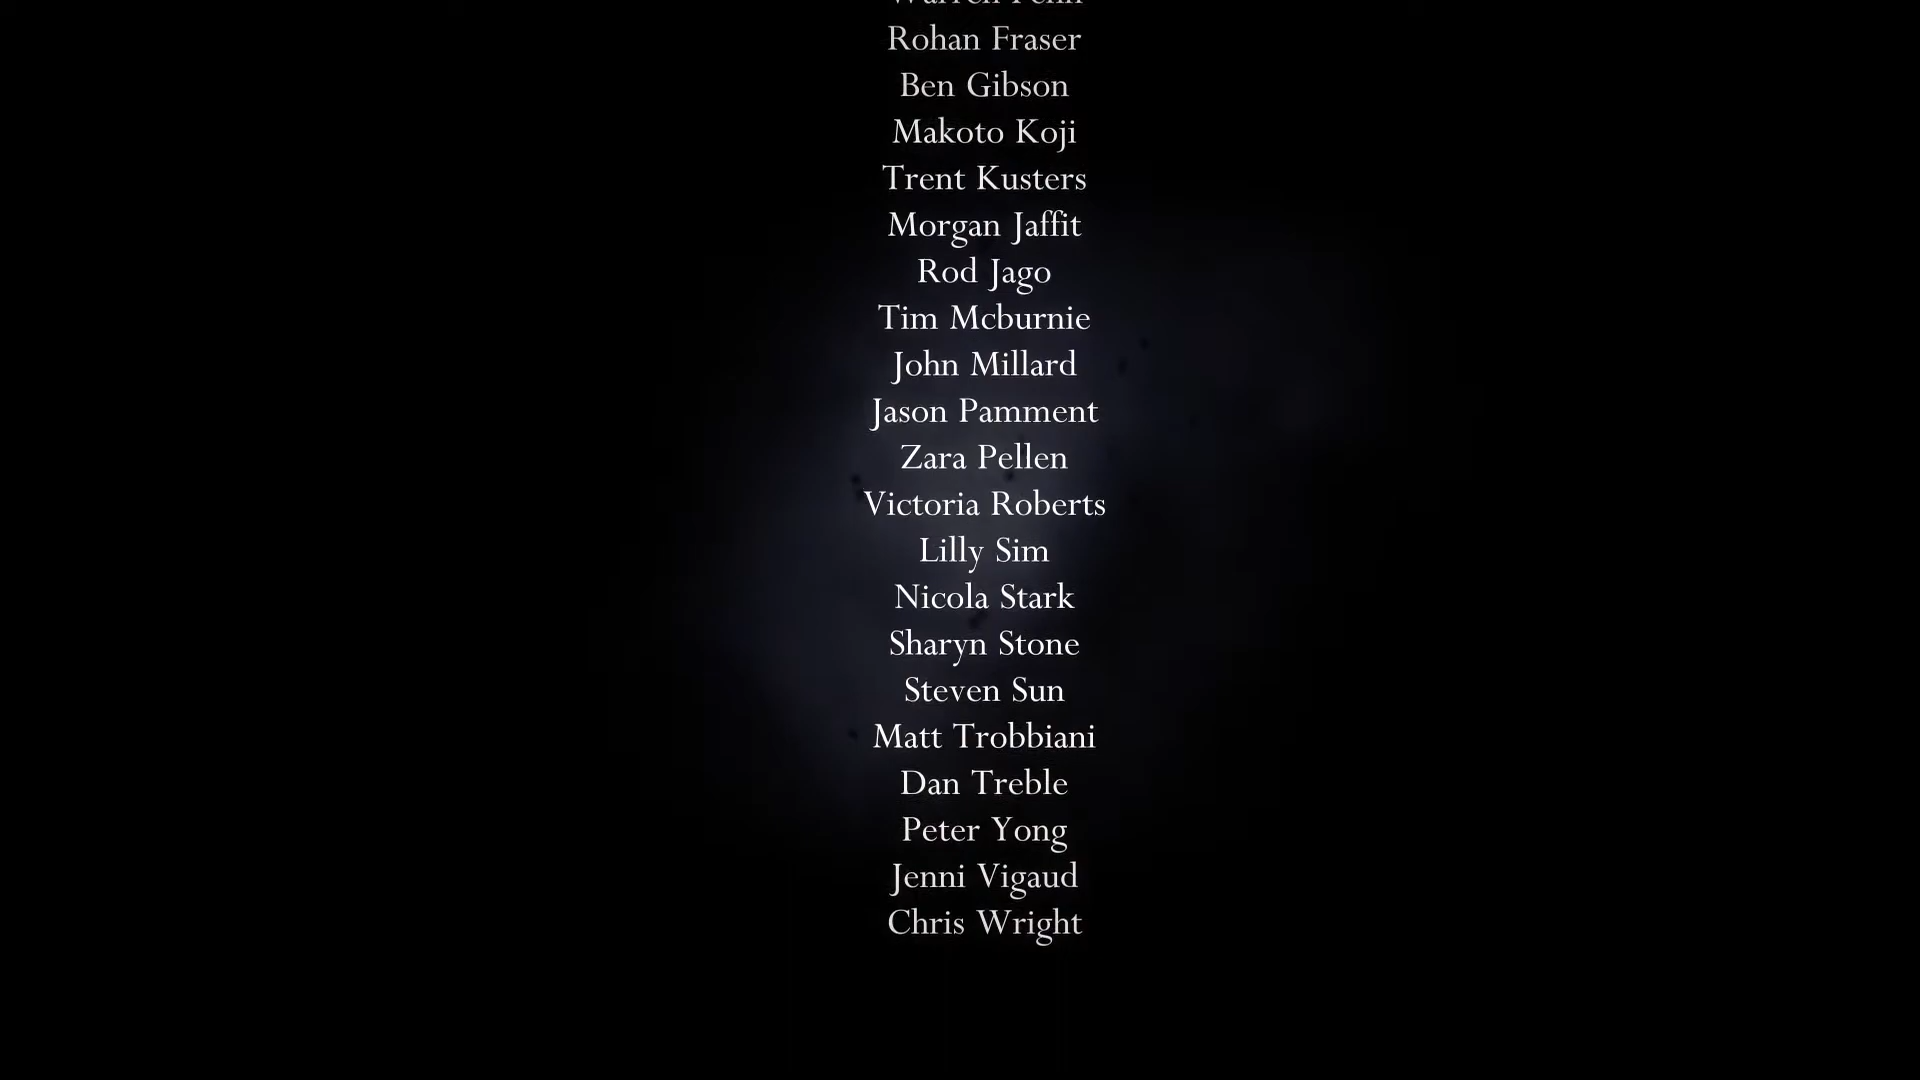 Rohan Fraser
Ben Gibson
Makoto Koji
Trent Kusters
Morgan Jaffit
Rod Jago
Tim Mcburnie
John Millard
Jason Pamment
Zara Pellen
Victoria Roberts
Lilly Sim
Nicola Stark
Sharyn Stone
Steven Sun
Matt Trobbiani
Dan Treble
Peter Yong
Jenni Vigaud
Chris Wright